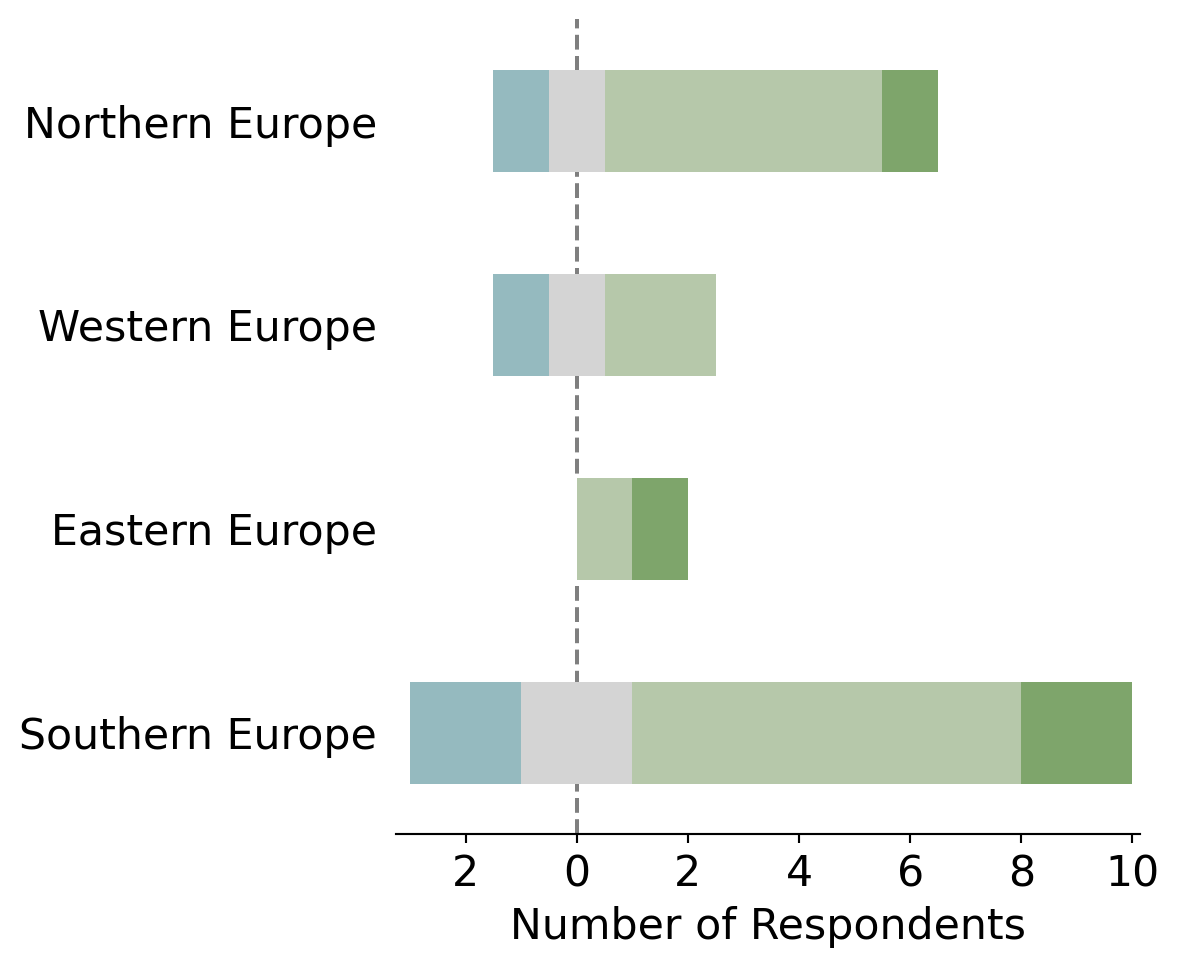 Northern Europe
Western Europe
Eastern Europe
Southern Europe
2 0 2 4 6 8 10
Number of Respondents